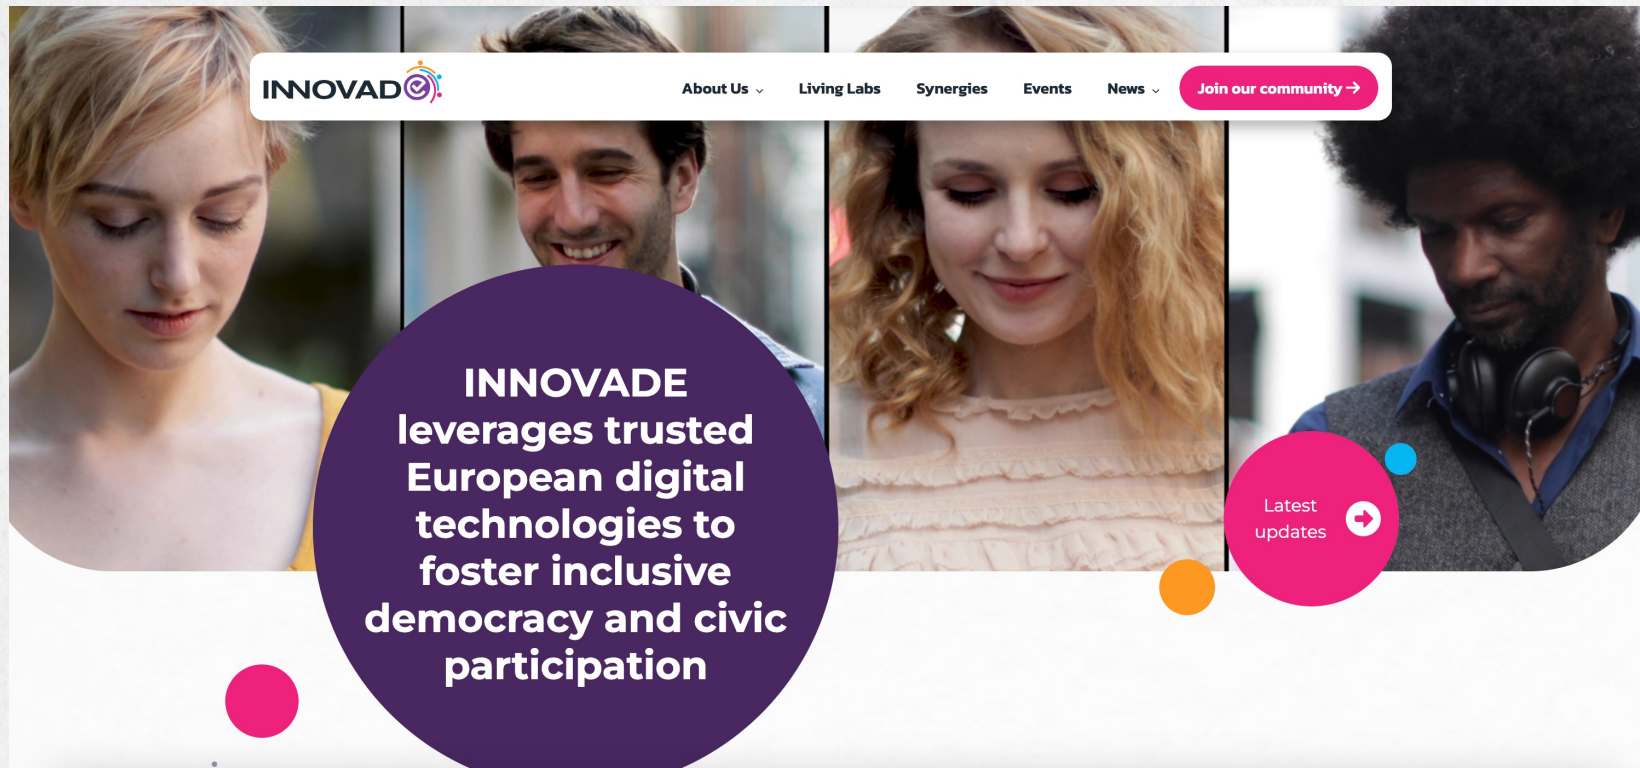 INNOVADE
About Us
Living Labs
Synergies
Events
News
Join our community →
INNOVADE
leverages trusted
European digital
technologies to
foster inclusive
democracy and civic
participation
Latest
updates